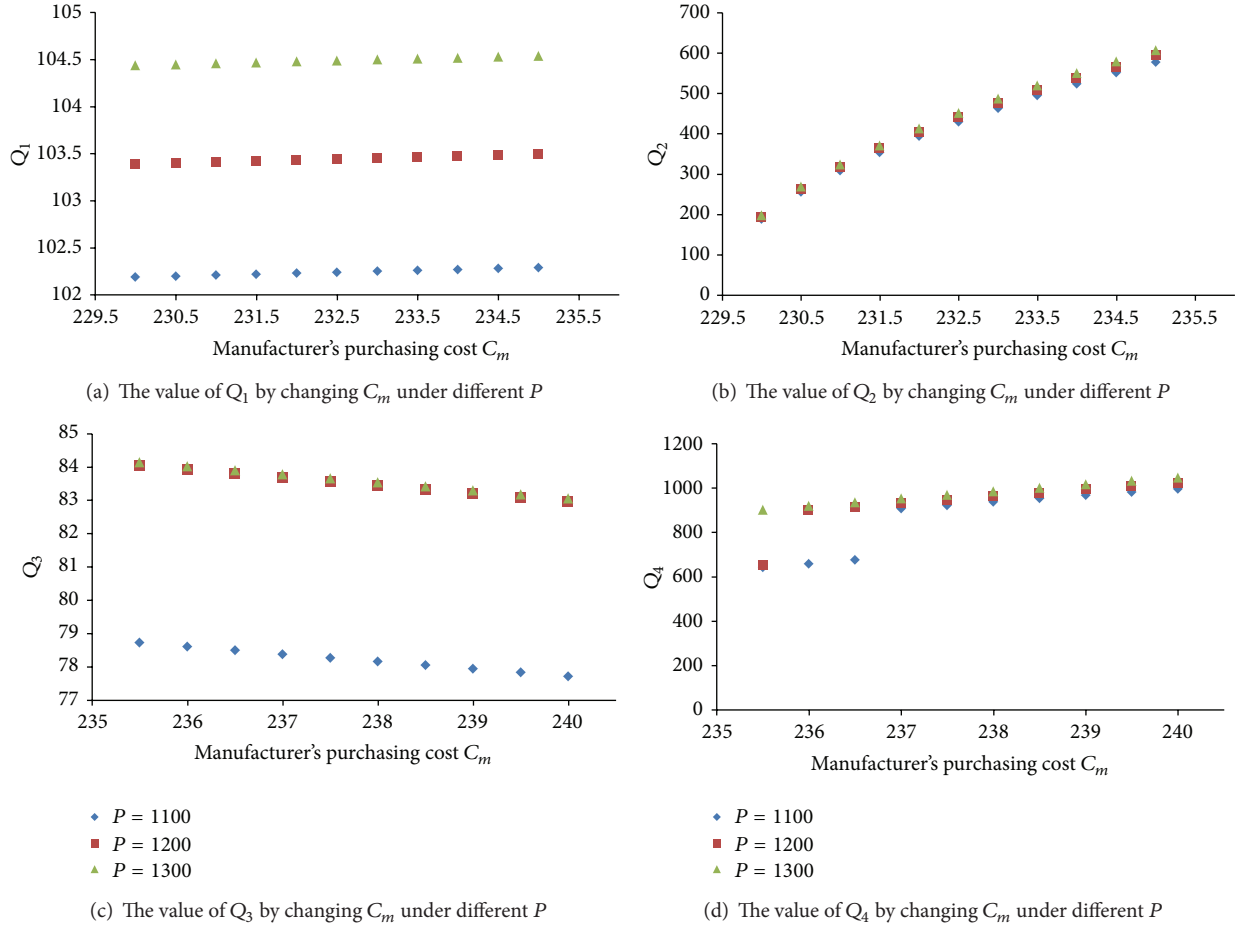 105
104.5
104
103.5
103
102.5
102
Q1
229.5 230.5 231.5 232.5 233.5 234.5 235.5
Manufacturer's purchasing cost Cm
(a) The value of Q1 by changing Cm under different P
700
600
500
400
300
200
100
0
Q2
229.5 230.5 231.5 232.5 233.5 234.5 235.5
Manufacturer's purchasing cost Cm
(b) The value of Q2 by changing Cm under different P
85
84
83
82
81
80
79
78
77
Q3
235 236 237 238 239 240
Manufacturer's purchasing cost Cm
P = 1100
P = 1200
P = 1300
(c) The value of Q3 by changing Cm under different P
1200
1000
800
600
400
200
0
Q4
235 236 237 238 239 240
Manufacturer's purchasing cost Cm
P = 1100
P = 1200
P = 1300
(d) The value of Q4 by changing Cm under different P